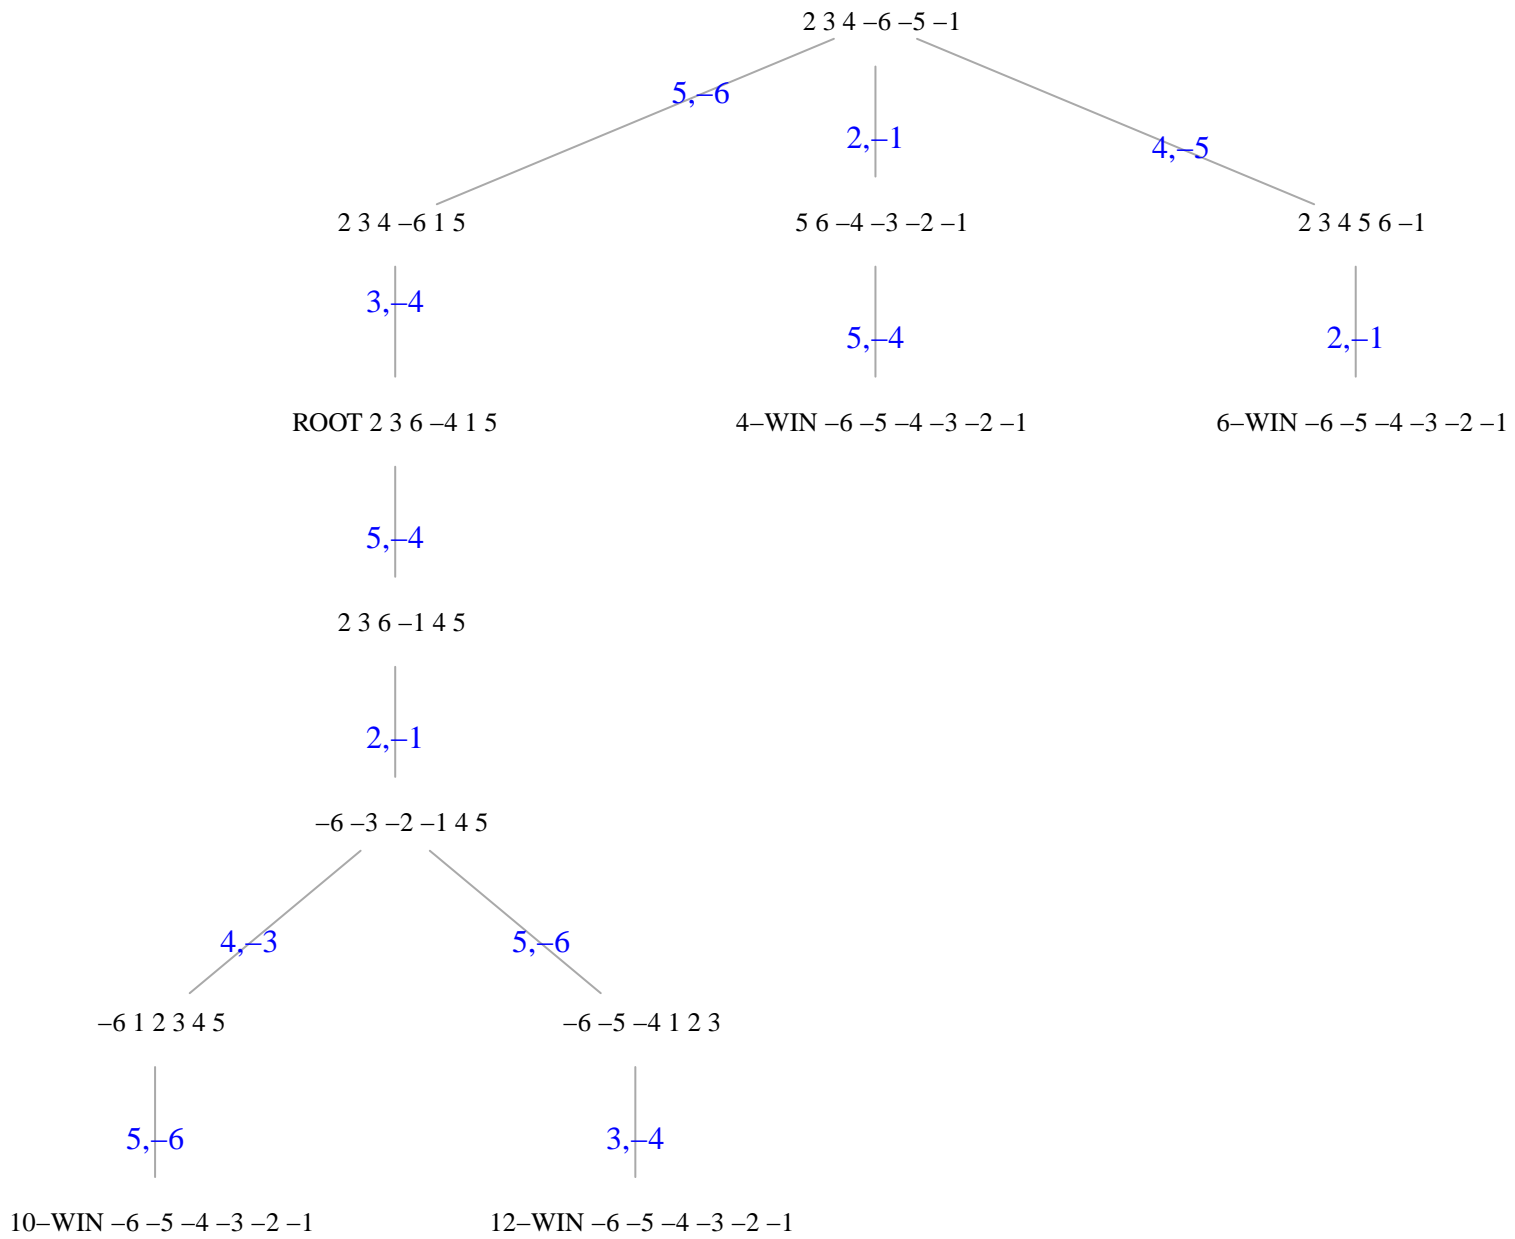 2 3 4 –6 –5 –1
5,–6
2,–1
4,–5
2 3 4 –6 1 5
5 6 –4 –3 –2 –1
2 3 4 5 6 –1
3,–4
5,–4
2,–1
ROOT 2 3 6 –4 1 5
4–WIN –6 –5 –4 –3 –2 –1
6–WIN –6 –5 –4 –3 –2 –1
5,–4
2 3 6 –1 4 5
2,–1
–6 –3 –2 –1 4 5
4,–3
5,–6
–6 1 2 3 4 5
–6 –5 –4 1 2 3
5,–6
3,–4
10–WIN –6 –5 –4 –3 –2 –1
12–WIN –6 –5 –4 –3 –2 –1